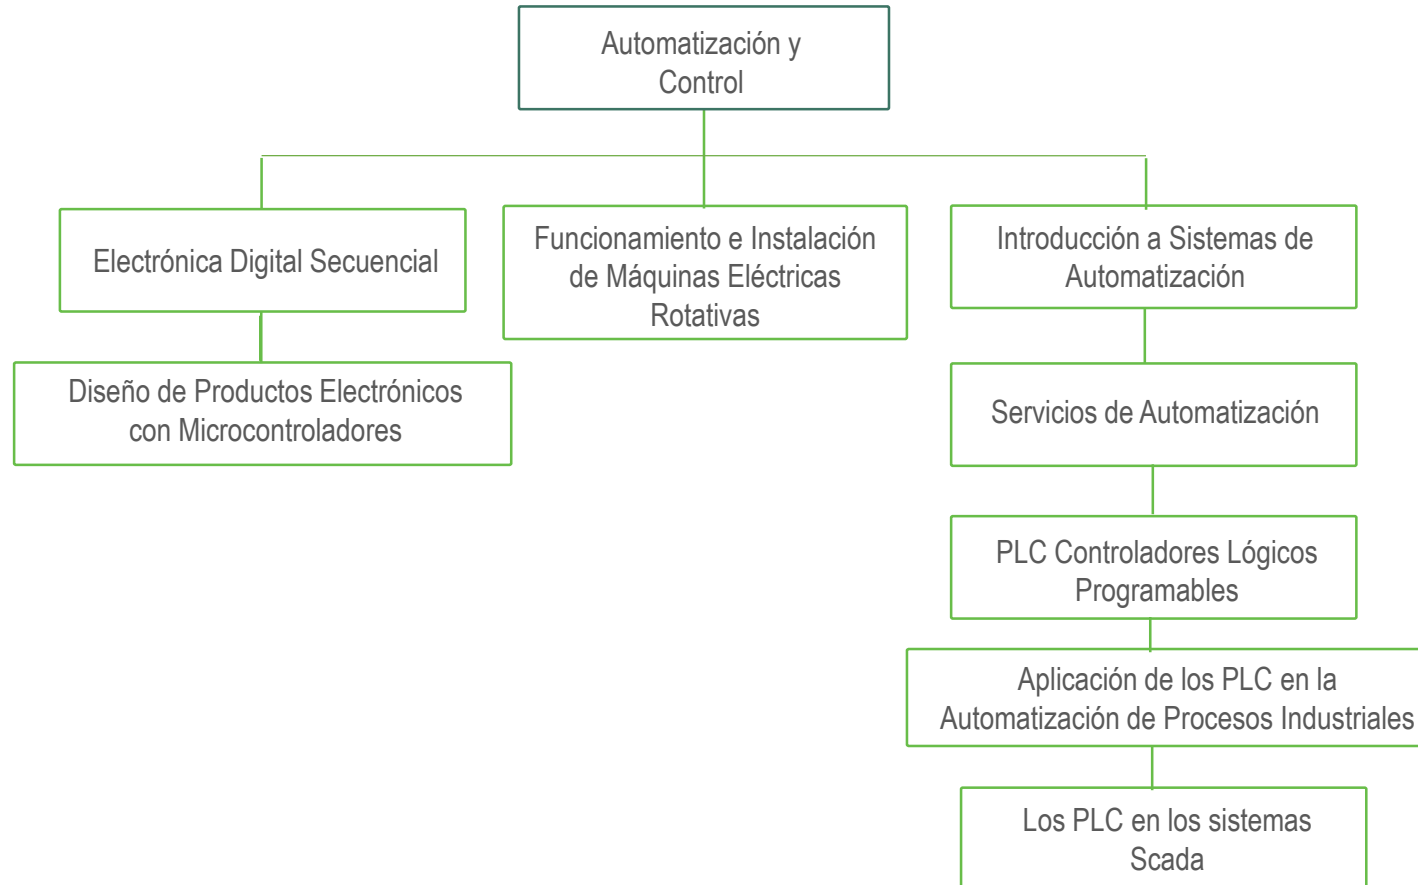 Automatización y
Control
Electrónica Digital Secuencial
Funcionamiento e Instalación
de Máquinas Eléctricas
Rotativas
Introducción a Sistemas de
Automatización
Diseño de Productos Electrónicos
con Microcontroladores
Servicios de Automatización
PLC Controladores Lógicos
Programables
Aplicación de los PLC en la
Automatización de Procesos Industriales
Los PLC en los sistemas
Scada